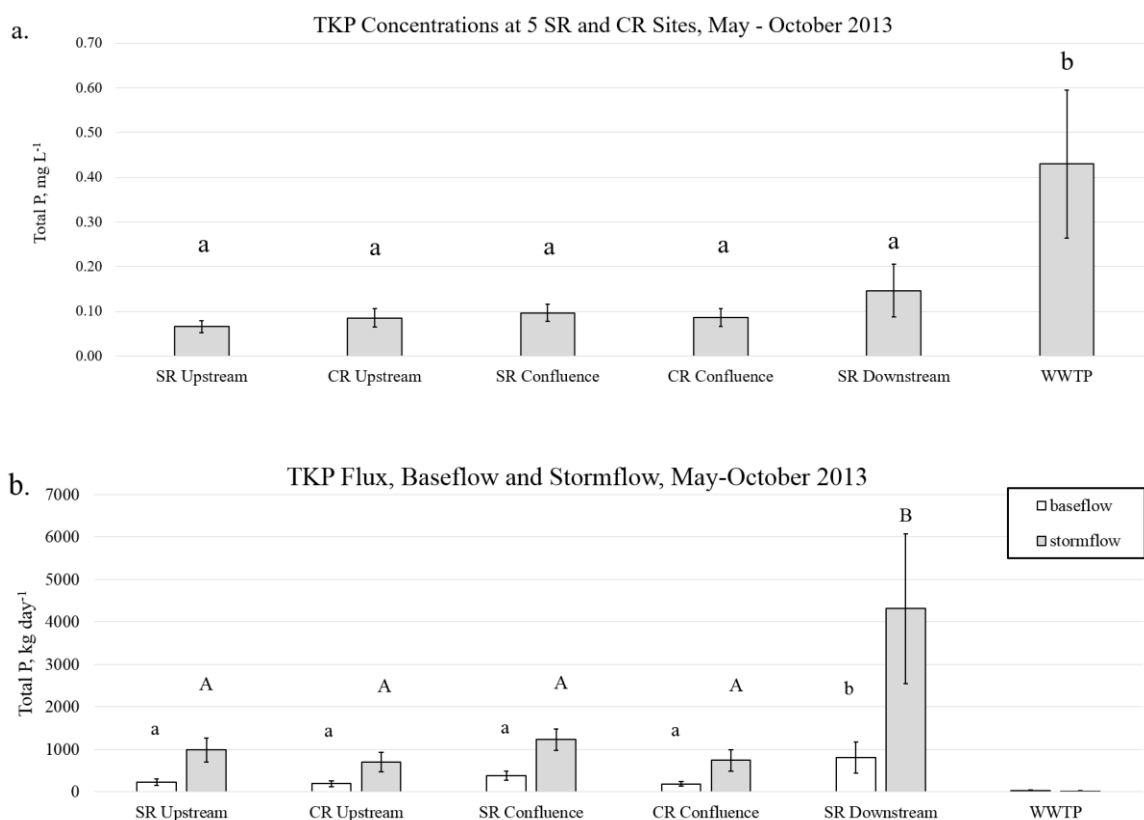 a.
TKP Concentrations at 5 SR and CR Sites, May - October 2013
Total P, mg L-1
0.70
0.60
0.50
0.40
0.30
0.20
0.10
0.00
a
a
a
a
a
b
SR Upstream
CR Upstream
SR Confluence
CR Confluence
SR Downstream
WWTP
b.
TKP Flux, Baseflow and Stormflow, May-October 2013
Total P, kg day-1
7000
6000
5000
4000
3000
2000
1000
0
baseflow
stormflow
a
A
a
A
a
A
a
A
b
B
SR Upstream
CR Upstream
SR Confluence
CR Confluence
SR Downstream
WWTP